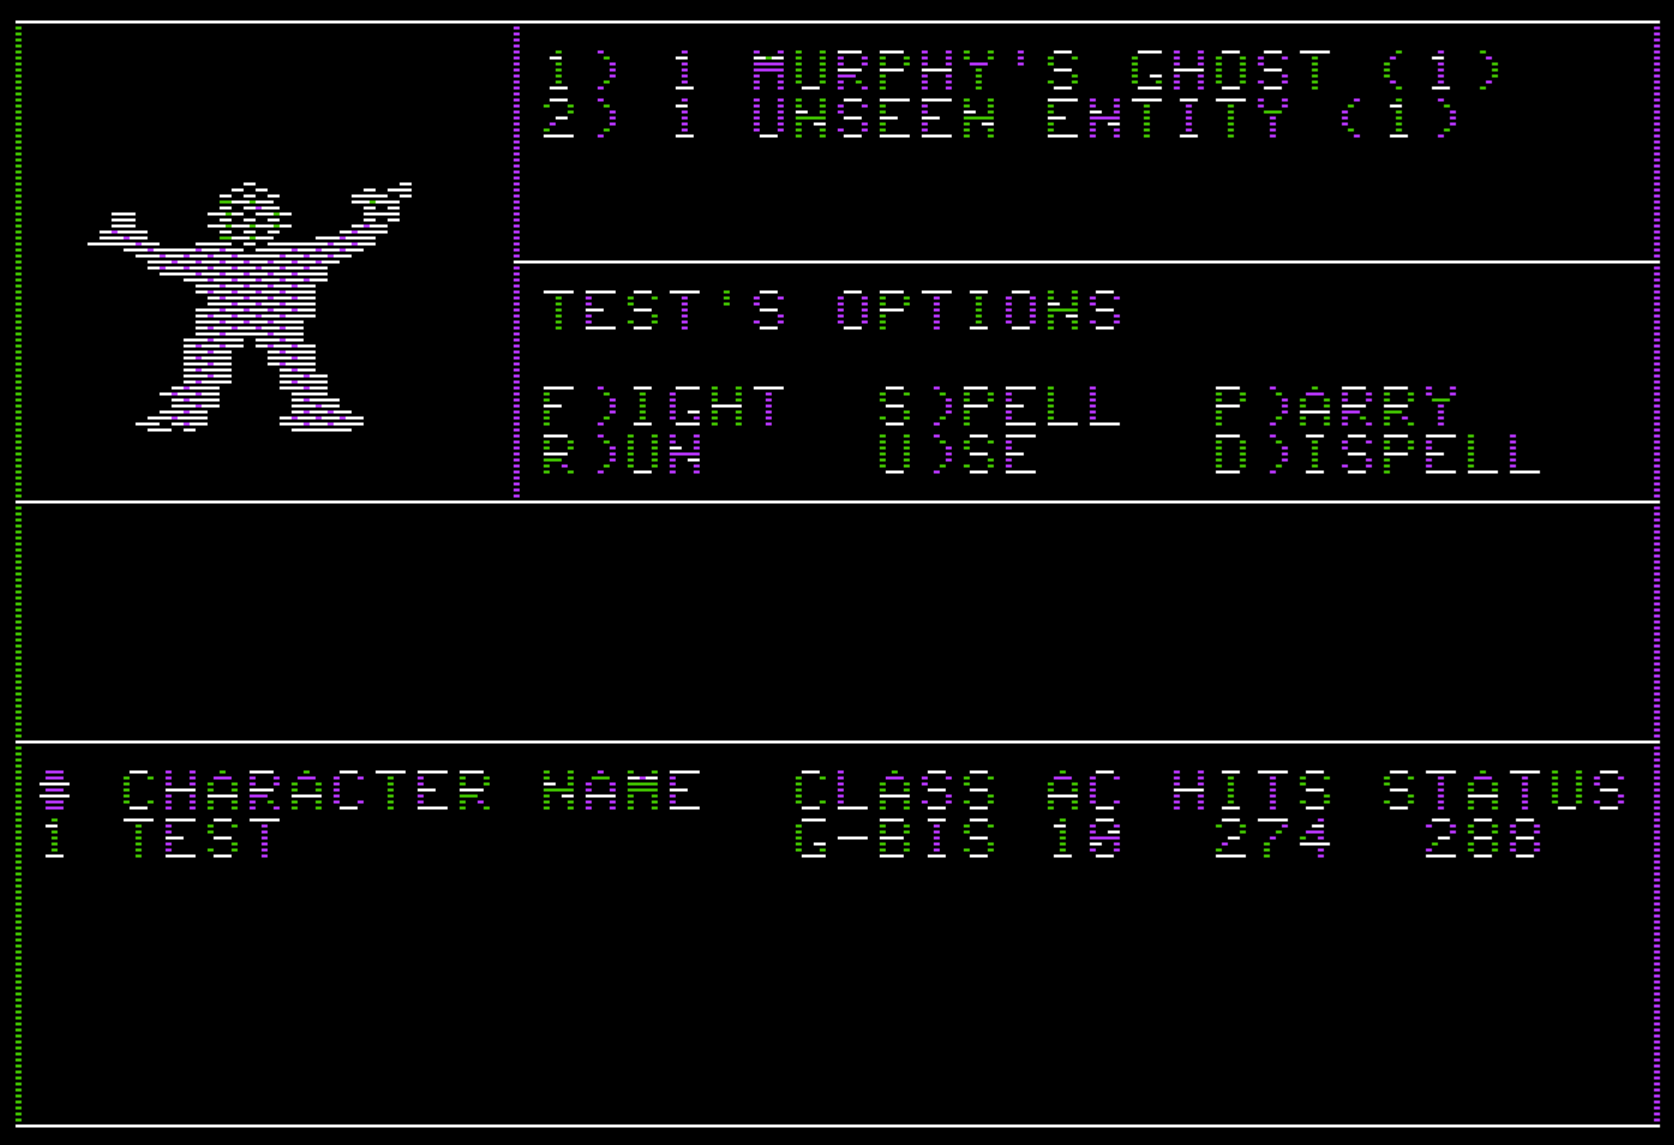 1) 1 MURPHY'S GHOST (1)
2) 1 UNSEEN ENTITY (1)
TEST'S OPTIONS
F)IGHT S)PELL P)ARRY
R)UN U)SE D)ISPELL
# CHARACTER NAME CLASS AC HITS STATUS
1 TEST G-BIS 10 274 288